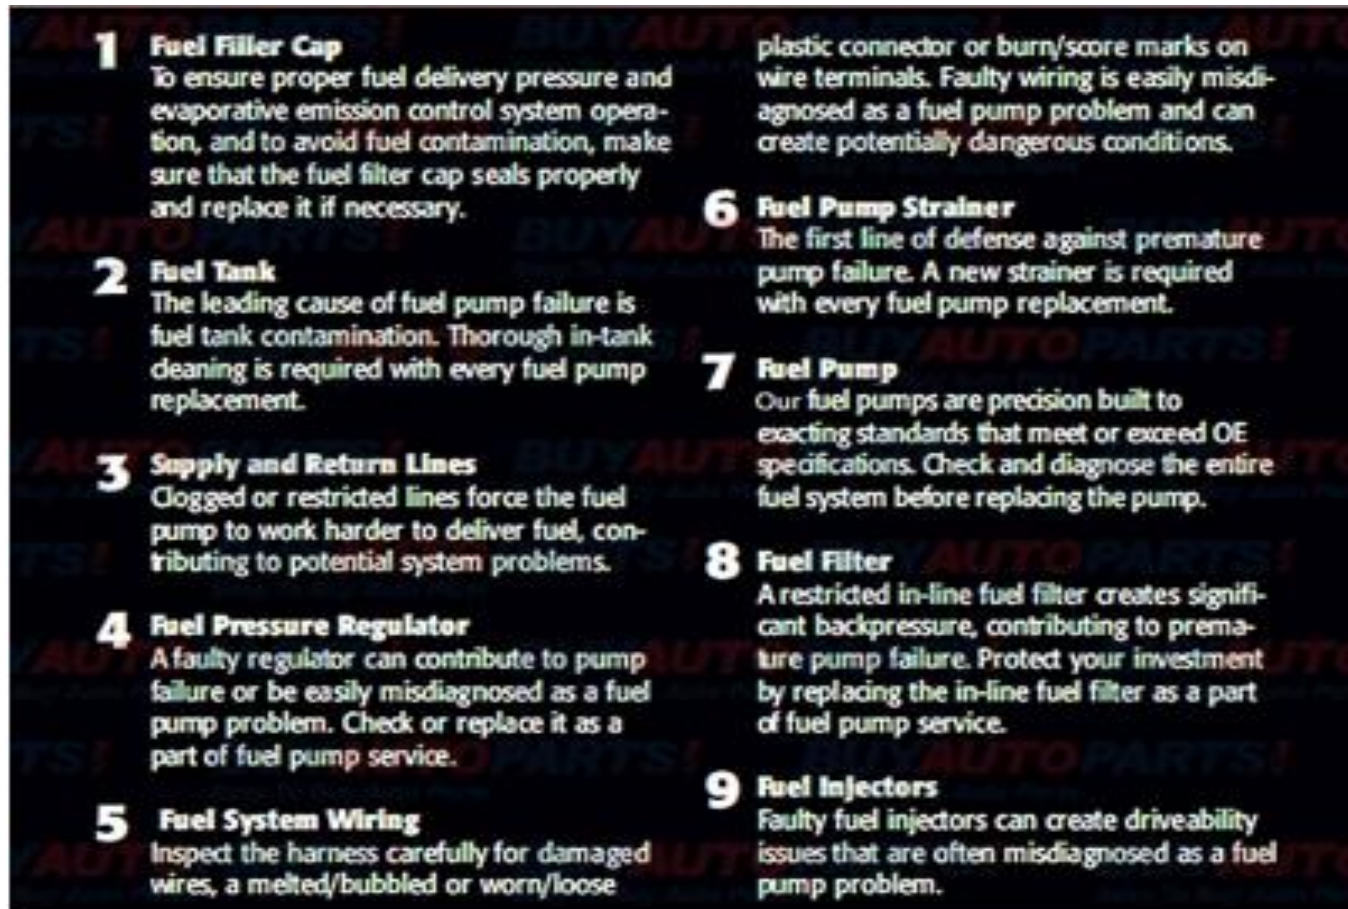 1 Fuel Filler Cap
To ensure proper fuel delivery pressure and
evaporative emission control system opera-
tion, and to avoid fuel contamination, make
sure that the fuel filter cap seals properly
and replace it if necessary.
2 Fuel Tank
The leading cause of fuel pump failure is
fuel tank contamination. Thorough in-tank
cleaning is required with every fuel pump
replacement.
3 Supply and Return Lines
Clogged or restricted lines force the fuel
pump to work harder to deliver fuel, con-
tributing to potential system problems.
4 Fuel Pressure Regulator
A faulty regulator can contribute to pump
failure or be easily misdiagnosed as a fuel
pump problem. Check or replace it as a
part of fuel pump service.
5 Fuel System Wiring
Inspect the harness carefully for damaged
wires, a melted/bubbled or worn/loose
plastic connector or burn/score marks on
wire terminals. Faulty wiring is easily misdi-
agnosed as a fuel pump problem and can
create potentially dangerous conditions.
6 Fuel Pump Strainer
The first line of defense against premature
pump failure. A new strainer is required
with every fuel pump replacement.
7 Fuel Pump
Our fuel pumps are precision built to
exacting standards that meet or exceed OE
specifications. Check and diagnose the entire
fuel system before replacing the pump.
8 Fuel Filter
A restricted in-line fuel filter creates signifi-
cant backpressure, contributing to prema-
ture pump failure. Protect your investment
by replacing the in-line fuel filter as a part
of fuel pump service.
9 Fuel Injectors
Faulty fuel injectors can create driveability
issues that are often misdiagnosed as a fuel
pump problem.
BUYAUTOPARTS!